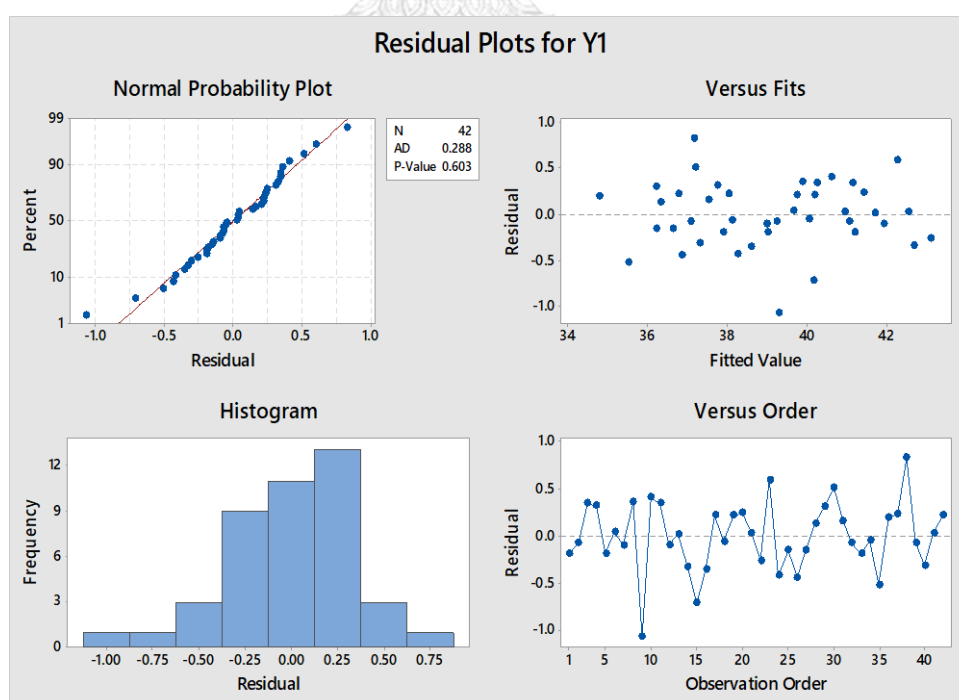 Residual Plots for Y1
Normal Probability Plot
99
90
50
10
1
Percent
-1.0 -0.5 0.0 0.5 1.0
Residual
N 42
AD 0.288
P-Value 0.603
Versus Fits
1.0
0.5
0.0
-0.5
-1.0
Residual
34 36 38 40 42
Fitted Value
Histogram
12
9
6
3
0
Frequency
-1.00 -0.75 -0.50 -0.25 0.00 0.25 0.50 0.75
Residual
Versus Order
1.0
0.5
0.0
-0.5
-1.0
Residual
1 5 10 15 20 25 30 35 40
Observation Order